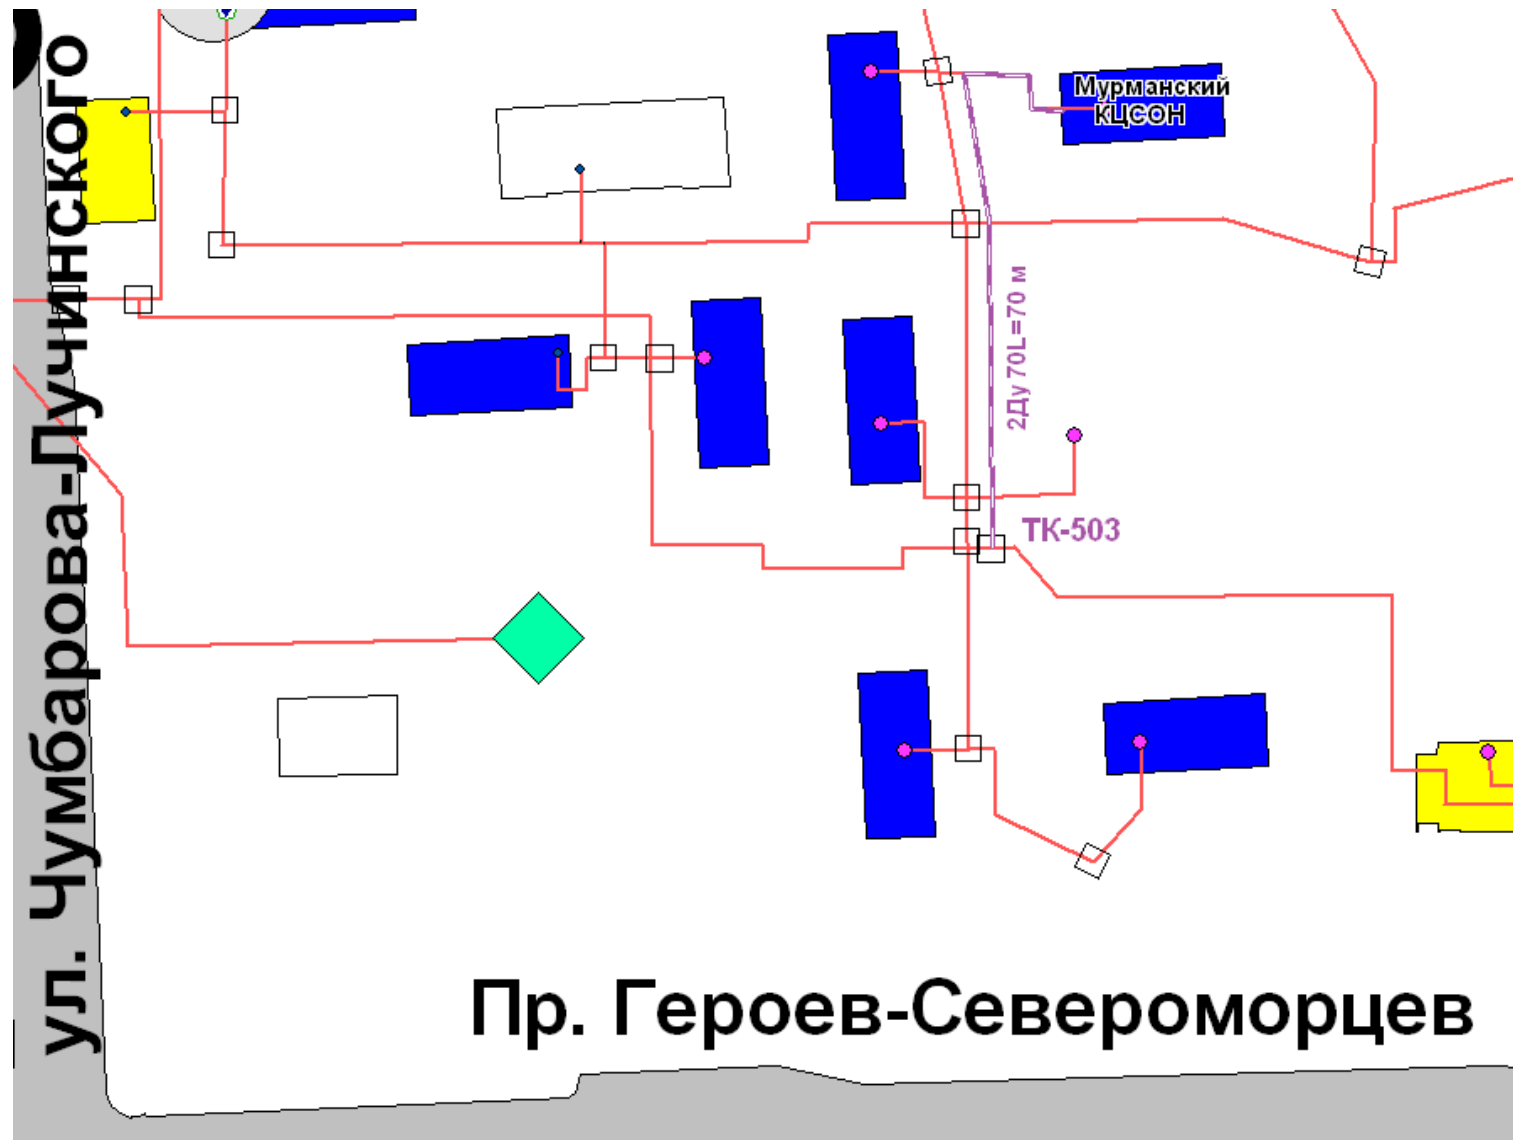 Мурманский
КЦСОН
2Ду 70L=70 м
ТК-503
ул. Чумбарова-Лучинского
Пр. Героев-Североморцев